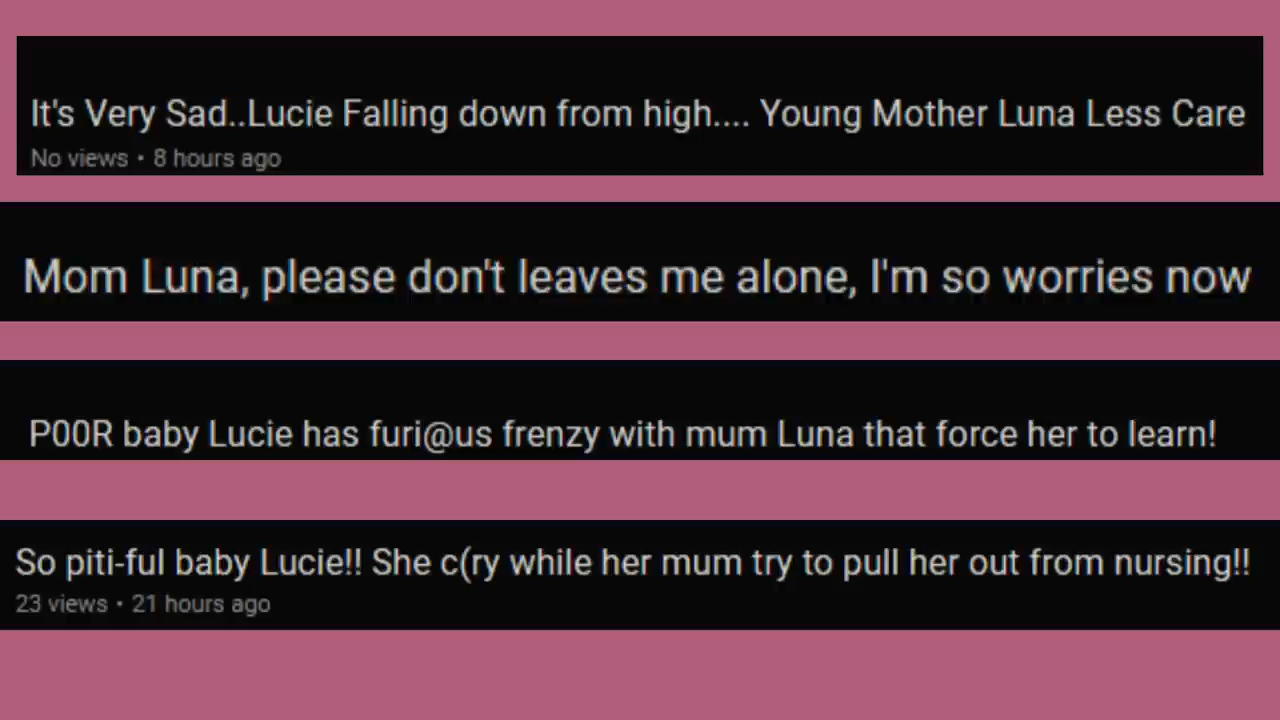 It's Very Sad..Lucie Falling down from high.... Young Mother Luna Less Care
No views • 8 hours ago
Mom Luna, please don't leaves me alone, I'm so worries now
P00R baby Lucie has furi@us frenzy with mum Luna that force her to learn!
So piti-ful baby Lucie!! She c(ry while her mum try to pull her out from nursing!!
23 views • 21 hours ago